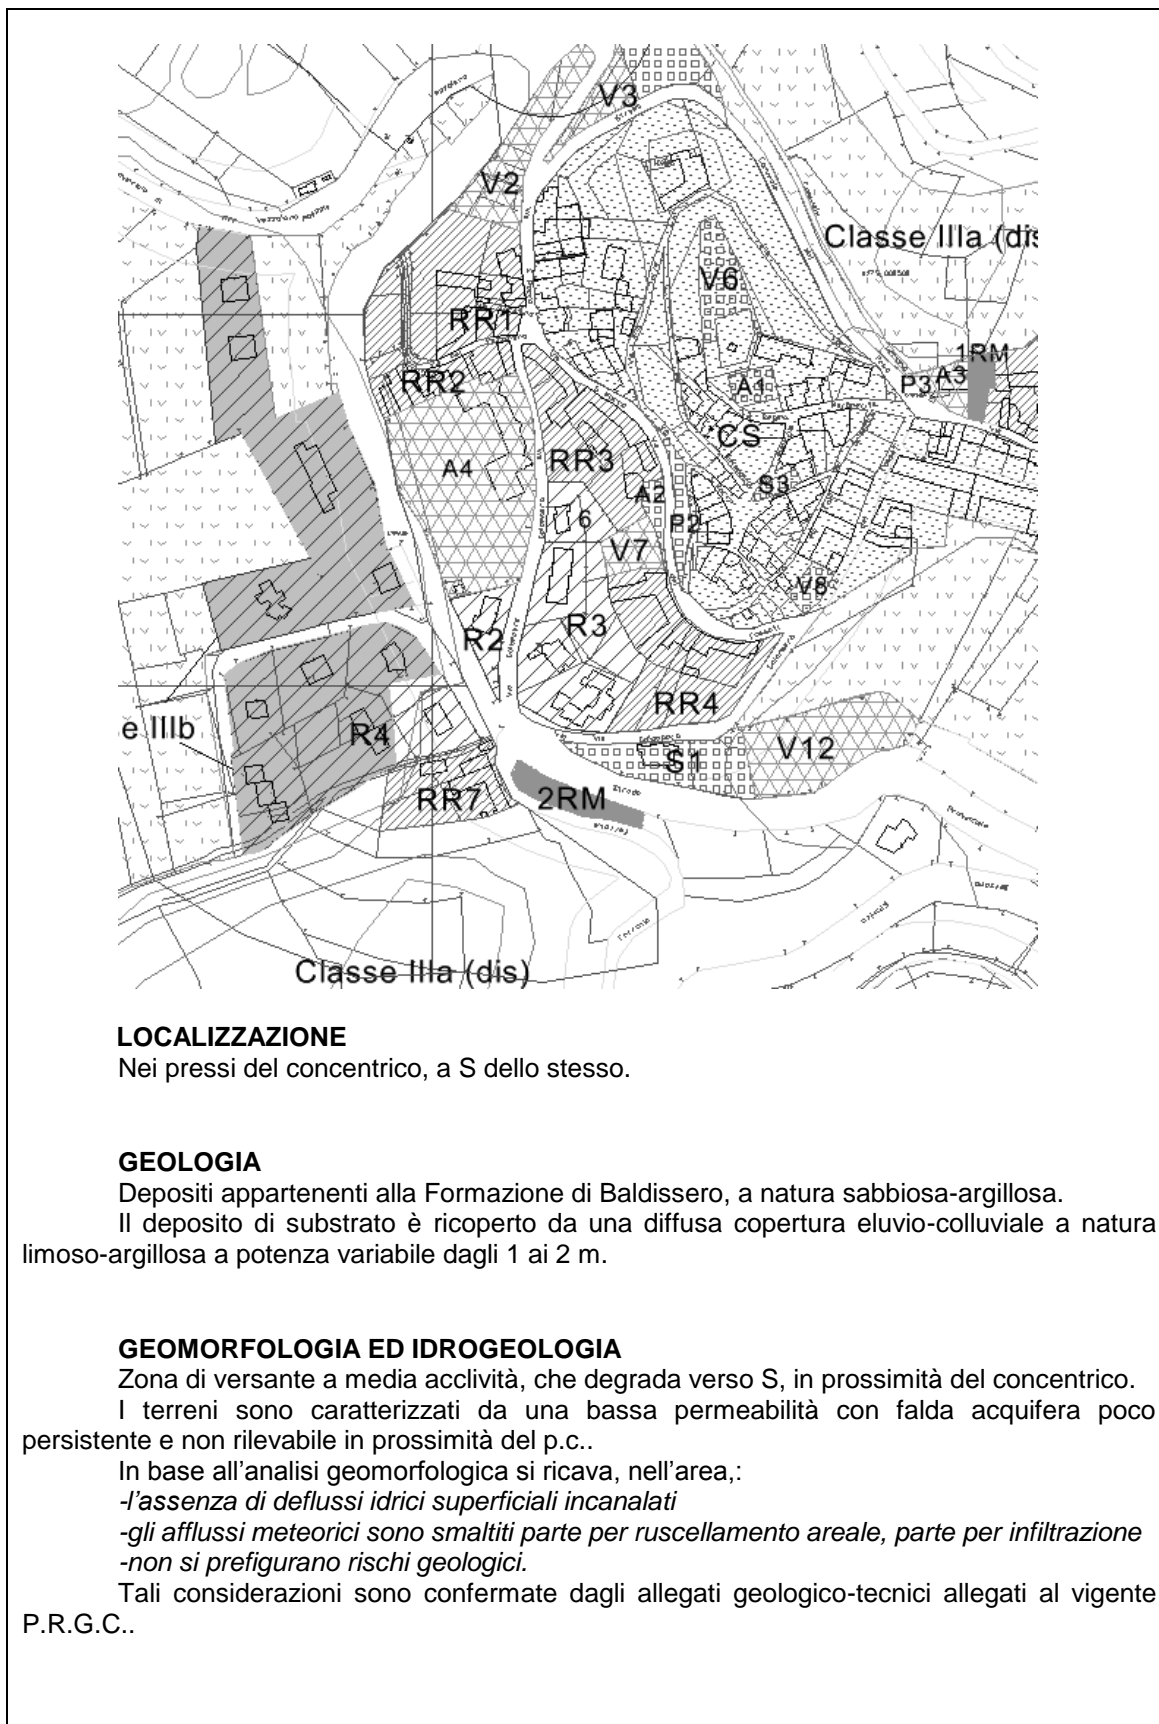 V3
V2
Classe IIIa (dis
V6
RR1
1RM
RR2
A1
P3
A3
CS
A4
RR3
S3
A2
6
P2
V7
V8
R2
R3
RR4
e IIIb
R4
S1
V12
RR7
2RM
Classe IIIa (dis)
LOCALIZZAZIONE
Nei pressi del concentrico, a S dello stesso.
GEOLOGIA
Depositi appartenenti alla Formazione di Baldissero, a natura sabbiosa-argillosa.
Il deposito di substrato è ricoperto da una diffusa copertura eluvio-colluviale a natura
limoso-argillosa a potenza variabile dagli 1 ai 2 m.
GEOMORFOLOGIA ED IDROGEOLOGIA
Zona di versante a media acclività, che degrada verso S, in prossimità del concentrico.
I terreni sono caratterizzati da una bassa permeabilità con falda acquifera poco
persistente e non rilevabile in prossimità del p.c..
In base all'analisi geomorfologica si ricava, nell'area,:
-l'assenza di deflussi idrici superficiali incanalati
-gli afflussi meteorici sono smaltiti parte per ruscellamento areale, parte per infiltrazione
-non si prefigurano rischi geologici.
Tali considerazioni sono confermate dagli allegati geologico-tecnici allegati al vigente
P.R.G.C..